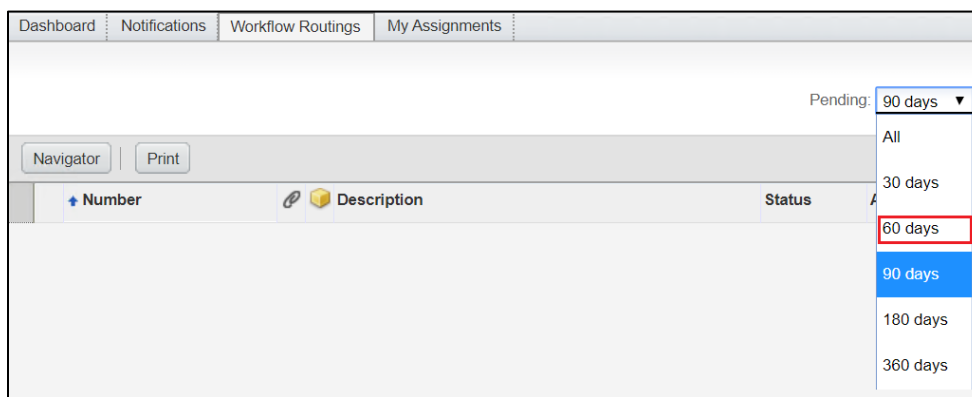 Dashboard Notifications Workflow Routings My Assignments
Pending: 90 days
All
30 days
60 days
90 days
180 days
360 days
Navigator Print
Number Description Status